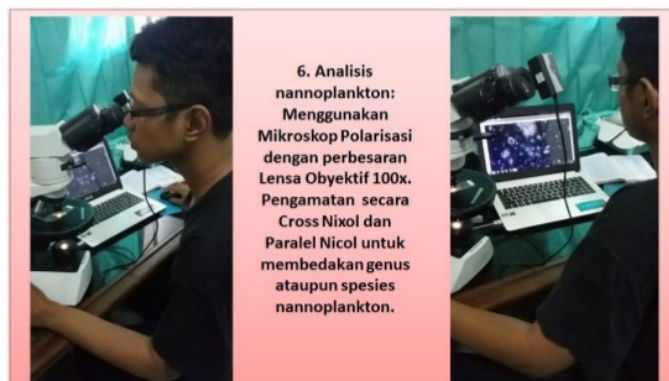 6. Analisis
nannoplankton:
Menggunakan
Mikroskop Polarisasi
dengan perbesaran
Lensa Obyektif 100x.
Pengamatan secara
Cross Nixol dan
Paralel Nicol untuk
membedakan genus
ataupun spesies
nannoplankton.